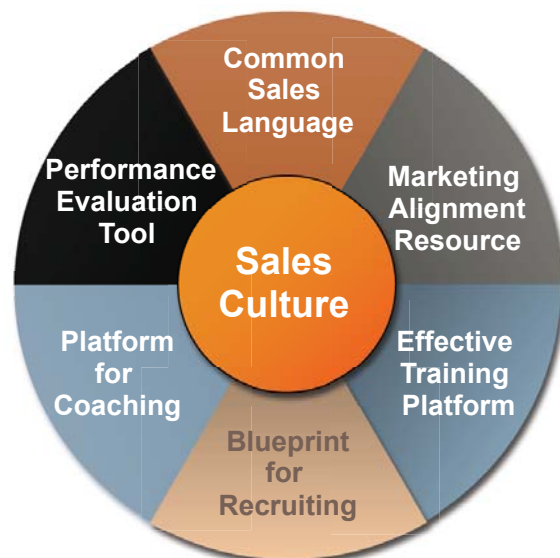 Common
Sales
Language
Marketing
Alignment
Resource
Effective
Training
Platform
Blueprint
for
Recruiting
Platform
for
Coaching
Performance
Evaluation
Tool
Sales
Culture